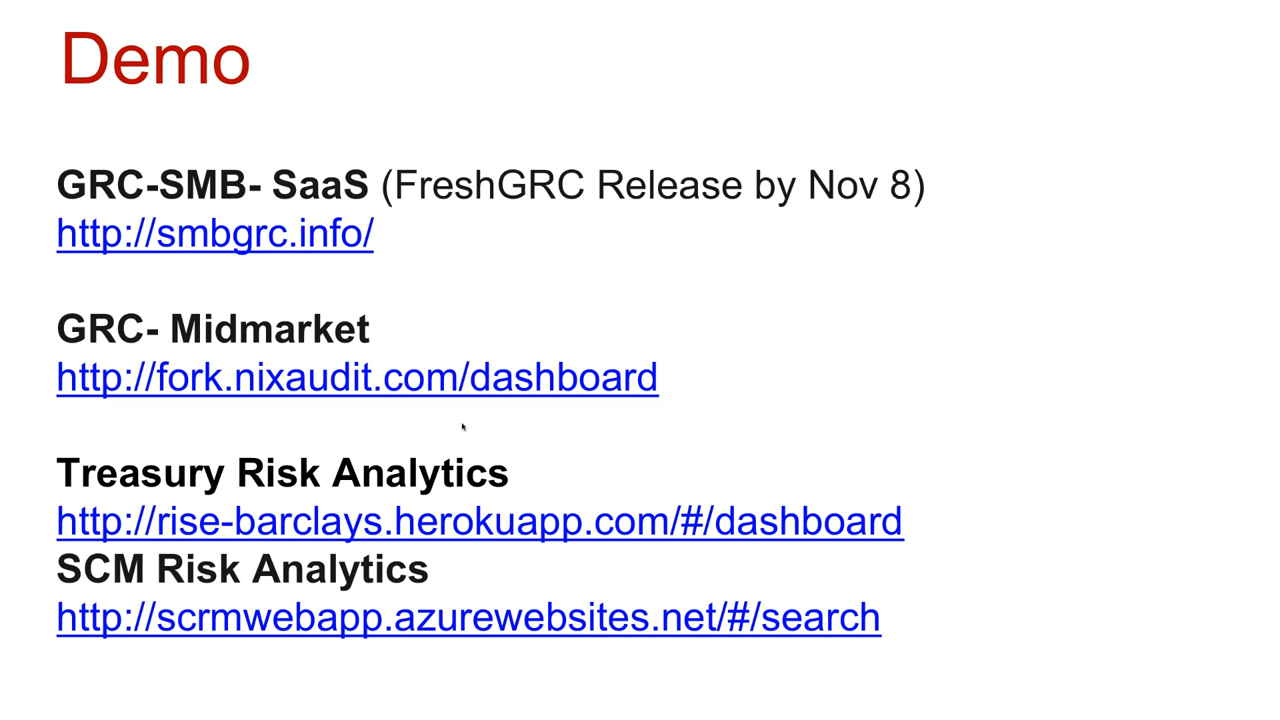 Demo
GRC-SMB- SaaS (FreshGRC Release by Nov 8)
http://smbgrc.info/
GRC- Midmarket
http://fork.nixaudit.com/dashboard
Treasury Risk Analytics
http://rise-barclays.herokuapp.com/#/dashboard
SCM Risk Analytics
http://scrmwebapp.azurewebsites.net/#/search